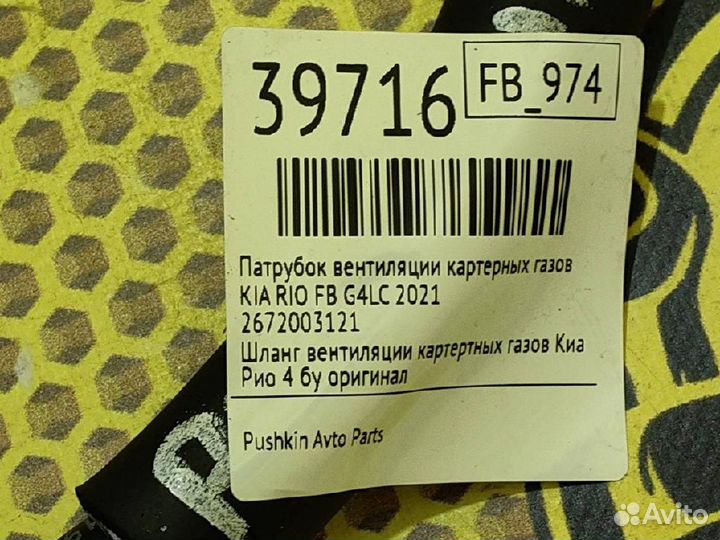 39716
FB_974
Патрубок вентиляции картерных газов
KIA RIO FB G4LC 2021
2672003121
Шланг вентиляции картертных газов Киа
Рио 4 бу оригинал
Pushkin Avto Parts
Avito